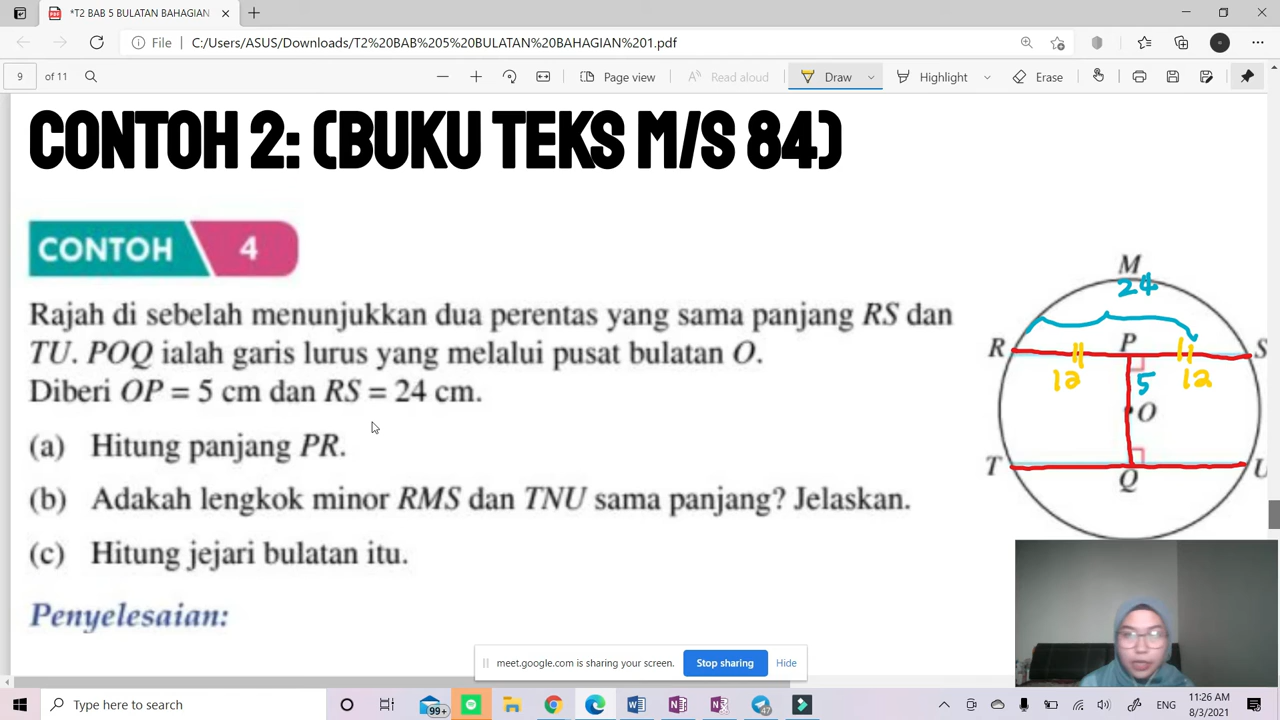 *T2 BAB 5 BULATAN BAHAGIAN
File C:/Users/ASUS/Downloads/T2%20BAB%205%20BULATAN%20BAHAGIAN%201.pdf
9 of 11 Page view Read aloud Draw Highlight Erase
CONTOH 2: (BUKU TEKS M/S 84)
CONTOH 4
Rajah di sebelah menunjukkan dua perentas yang sama panjang RS dan
TU. POQ ialah garis lurus yang melalui pusat bulatan O.
Diberi OP = 5 cm dan RS = 24 cm.
(a) Hitung panjang PR.
(b) Adakah lengkok minor RMS dan TNU sama panjang? Jelaskan.
(c) Hitung jejari bulatan itu.
Penyelesaian:
M
24
R P S
12 5 12
O
T Q U
meet.google.com is sharing your screen. Stop sharing Hide
Type here to search
99+
47
ENG
11:26 AM
8/3/2021